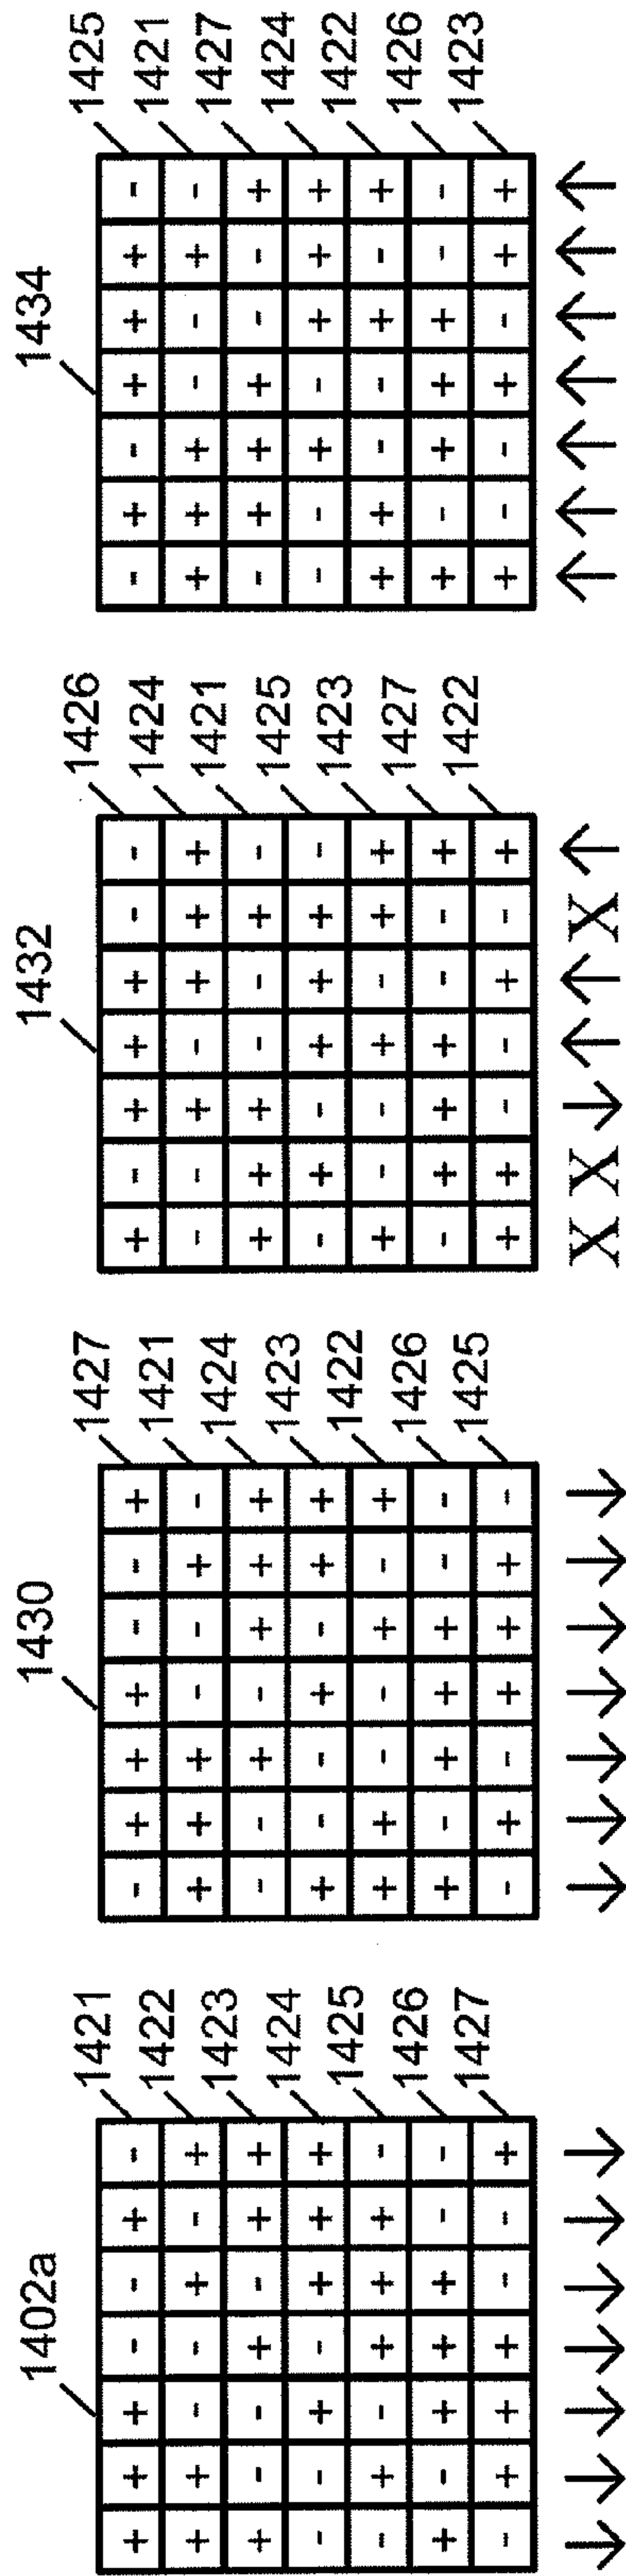 1402a
+ + + - - + - 1421
+ + - - + - + 1422
+ - - + - + + 1423
- - + - + + + 1424
- + - + + + - 1425
+ - + + + - - 1426
- + + + - - + 1427
↓ ↓ ↓ ↓ ↓ ↓ ↓
1430
- + + + - - + 1427
+ + + - - + - 1421
- - + - + + + 1424
+ - - + - + + 1423
+ + - - + - + 1422
+ - + + + - - 1426
- + - + + + - 1425
↓ ↓ ↓ ↓ ↓ ↓ ↓
1432
+ - + + + - - 1426
- - + - + + + 1424
+ + + - - + - 1421
- + - + + + - 1425
+ - - + - + + 1423
- + + + - - + 1427
+ + - - + - + 1422
X X ↓ ↑ ↑ X ↑
1434
- + - + + + - 1425
+ + + - - + - 1421
- + + + - - + 1427
- - + - + + + 1424
+ + - - + - + 1422
+ - + + + - - 1426
+ - - + - + + 1423
↑ ↑ ↑ ↑ ↑ ↑ ↑